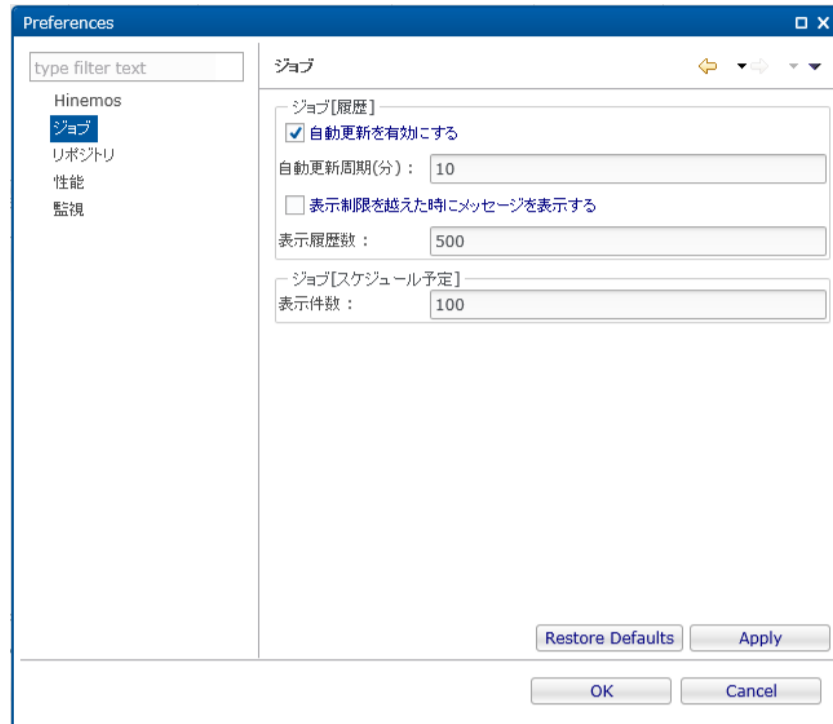 Preferences
type filter text
Hinemos
ジョブ
リポジトリ
性能
監視
ジョブ
ジョブ[履歴]
自動更新を有効にする
自動更新周期(分)： 10
表示制限を越えた時にメッセージを表示する
表示履歴数： 500
ジョブ[スケジュール予定]
表示件数： 100
Restore Defaults Apply
OK Cancel